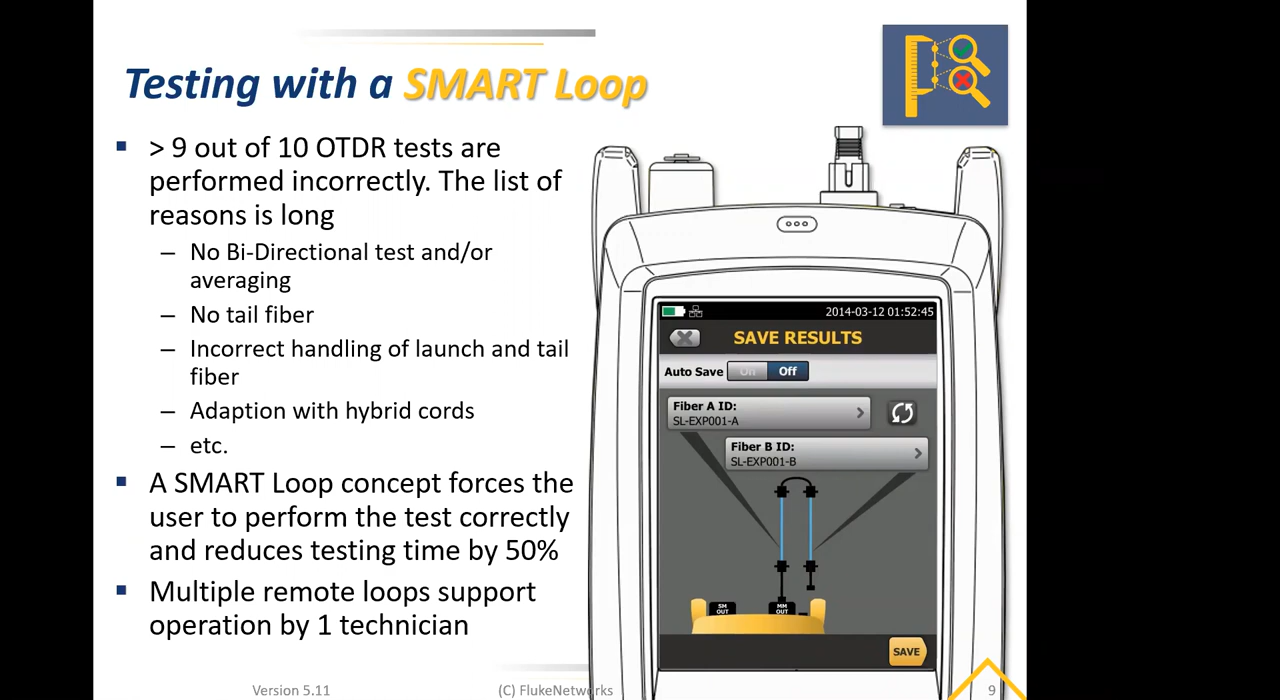 Testing with a SMART Loop
> 9 out of 10 OTDR tests are
performed incorrectly. The list of
reasons is long
– No Bi-Directional test and/or
averaging
– No tail fiber
– Incorrect handling of launch and tail
fiber
– Adaption with hybrid cords
– etc.
A SMART Loop concept forces the
user to perform the test correctly
and reduces testing time by 50%
Multiple remote loops support
operation by 1 technician
2014-03-12 01:52:45
SAVE RESULTS
Auto Save On Off
Fiber A ID:
SL-EXP001-A
Fiber B ID:
SL-EXP001-B
SM OUT
MM OUT
SAVE
Version 5.11
(C) FlukeNetworks
9